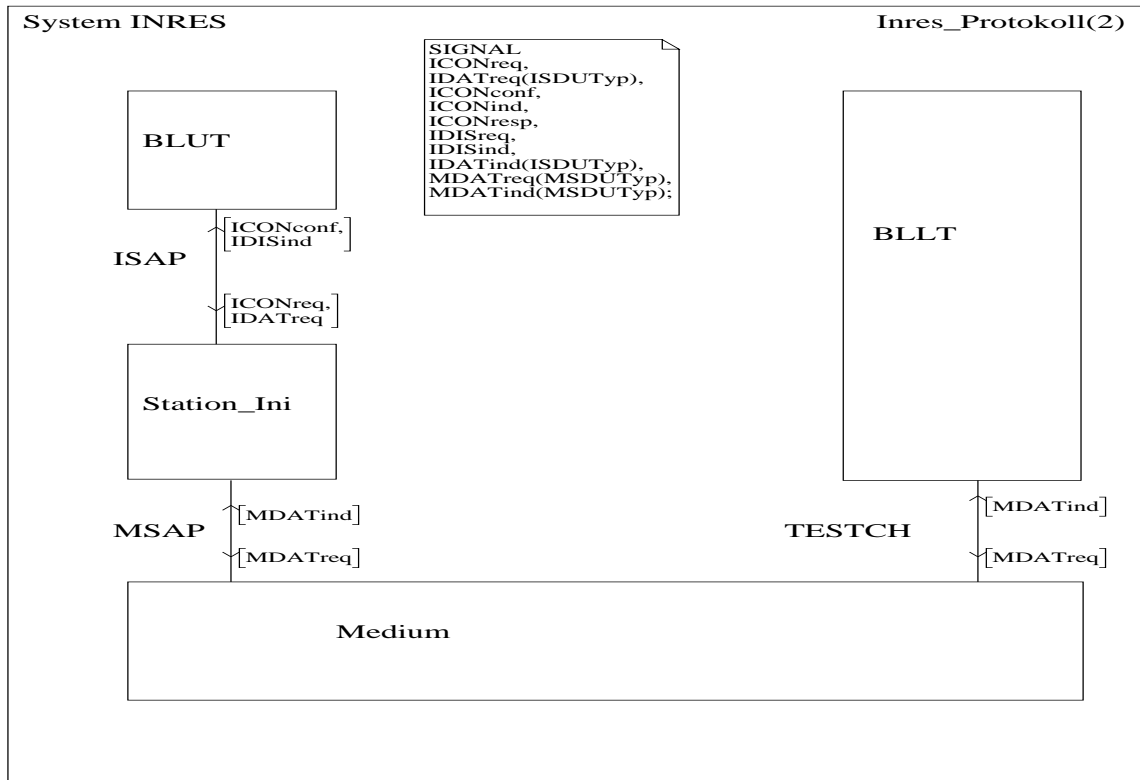 System INRES
Inres_Protokoll(2)
SIGNAL
ICONreq,
IDATreq(ISDUTyp),
ICONconf,
ICONind,
ICONresp,
IDISreq,
IDISind,
IDATind(ISDUTyp),
MDATreq(MSDUTyp),
MDATind(MSDUTyp);
BLUT
[ICONconf,
IDISind]
ISAP
[ICONreq,
IDATreq]
Station_Ini
[MDATind]
MSAP
[MDATreq]
BLLT
[MDATind]
TESTCH
[MDATreq]
Medium